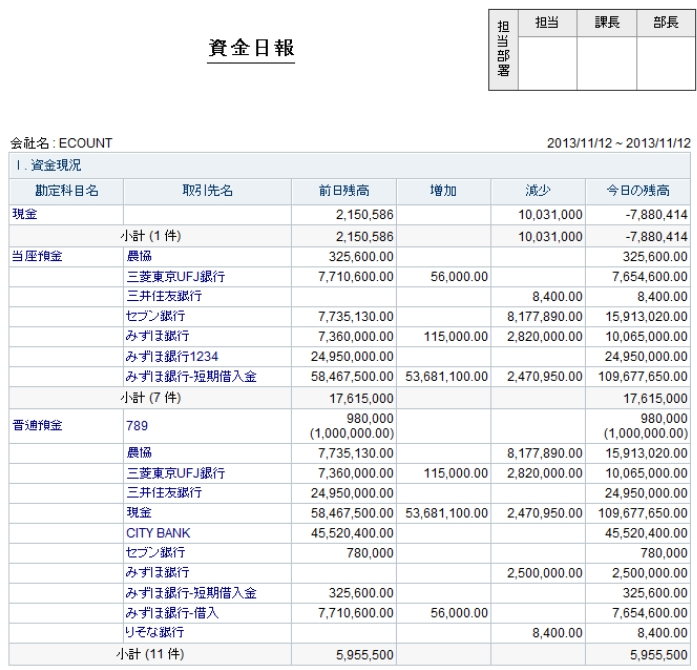 資金日報
担当部署 担当 課長 部長
会社名 : ECOUNT 2013/11/12 ~ 2013/11/12
Ⅰ. 資金現況
勘定科目名 取引先名 前日残高 増加 減少 今日の残高
現金 2,150,586 10,031,000 -7,880,414
小計 (1 件) 2,150,586 10,031,000 -7,880,414
当座預金 農協 325,600.00 325,600.00
三菱東京UFJ銀行 7,710,600.00 56,000.00 7,654,600.00
三井住友銀行 8,400.00 8,400.00
セブン銀行 7,735,130.00 8,177,890.00 15,913,020.00
みずほ銀行 7,360,000.00 115,000.00 2,820,000.00 10,065,000.00
みずほ銀行1234 24,950,000.00 24,950,000.00
みずほ銀行-短期借入金 58,467,500.00 53,681,100.00 2,470,950.00 109,677,650.00
小計 (7 件) 17,615,000 17,615,000
普通預金 789 980,000 980,000
(1,000,000.00) (1,000,000.00)
農協 7,735,130.00 8,177,890.00 15,913,020.00
三菱東京UFJ銀行 7,360,000.00 115,000.00 2,820,000.00 10,065,000.00
三井住友銀行 24,950,000.00 24,950,000.00
現金 58,467,500.00 53,681,100.00 2,470,950.00 109,677,650.00
CITY BANK 45,520,400.00 45,520,400.00
セブン銀行 780,000 780,000
みずほ銀行 2,500,000.00 2,500,000.00
みずほ銀行-短期借入金 325,600.00 325,600.00
みずほ銀行-借入 7,710,600.00 56,000.00 7,654,600.00
りそな銀行 8,400.00 8,400.00
小計 (11 件) 5,955,500 5,955,500